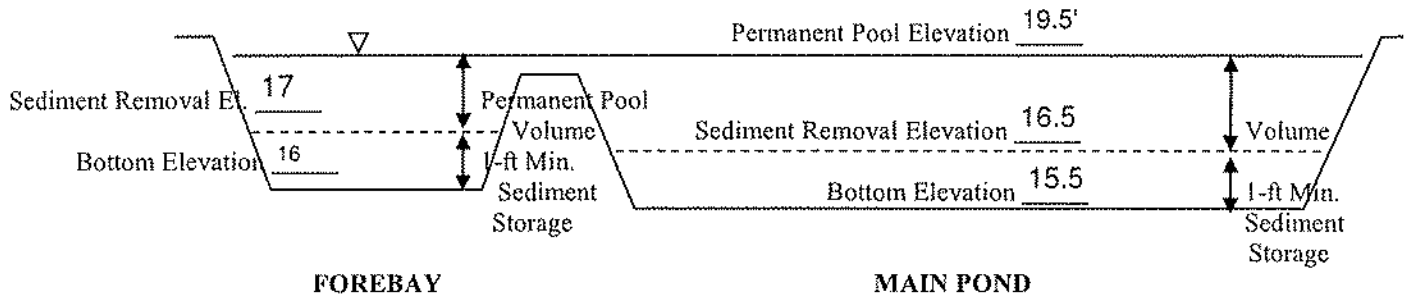 Permanent Pool Elevation 19.5'
Sediment Removal El. 17
Permanent Pool
Volume
Sediment Removal Elevation 16.5
Volume
Bottom Elevation 16
1-ft Min.
Sediment
Storage
Bottom Elevation 15.5
1-ft Min.
Sediment
Storage
FOREBAY
MAIN POND